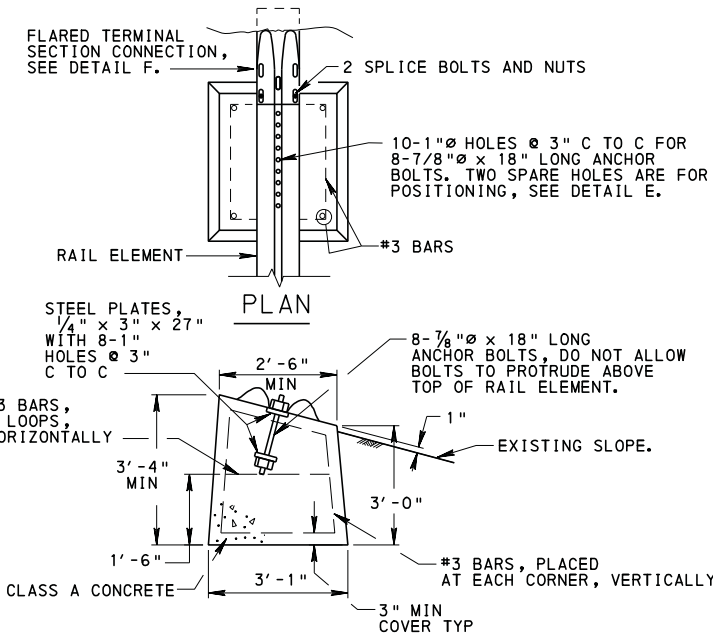 FLARED TERMINAL
SECTION CONNECTION,
SEE DETAIL F.
2 SPLICE BOLTS AND NUTS
10-1"Ø HOLES @ 3" C TO C FOR
8-7/8"Ø x 18" LONG ANCHOR
BOLTS. TWO SPARE HOLES ARE FOR
POSITIONING, SEE DETAIL E.
#3 BARS
RAIL ELEMENT
PLAN
STEEL PLATES,
1/4" x 3" x 27"
WITH 8-1"
HOLES @ 3"
C TO C
8-7/8"Ø x 18" LONG
ANCHOR BOLTS, DO NOT ALLOW
BOLTS TO PROTRUDE ABOVE
TOP OF RAIL ELEMENT.
2'-6"
MIN
3 BARS,
LOOPS,
ORIZONTALLY
1"
EXISTING SLOPE.
3'-4"
MIN
3'-0"
1'-6"
#3 BARS, PLACED
AT EACH CORNER, VERTICALLY
CLASS A CONCRETE
3'-1"
3" MIN
COVER TYP